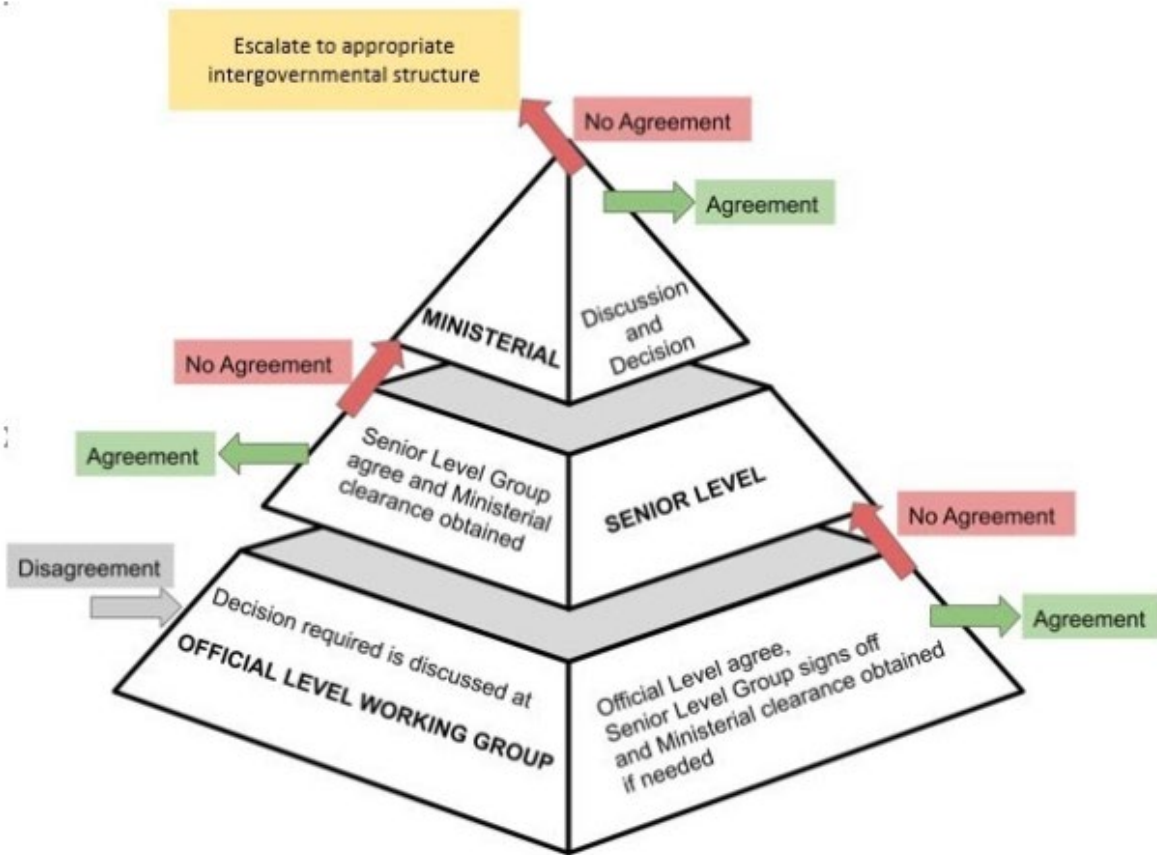 Escalate to appropriate
intergovernmental structure
No Agreement
Agreement
MINISTERIAL
Discussion
and
Decision
No Agreement
Agreement
Senior Level Group
agree and Ministerial
clearance obtained
SENIOR LEVEL
No Agreement
Disagreement
Agreement
Decision required is discussed at
OFFICIAL LEVEL WORKING GROUP
Official Level agree,
Senior Level Group signs off
and Ministerial clearance obtained
if needed